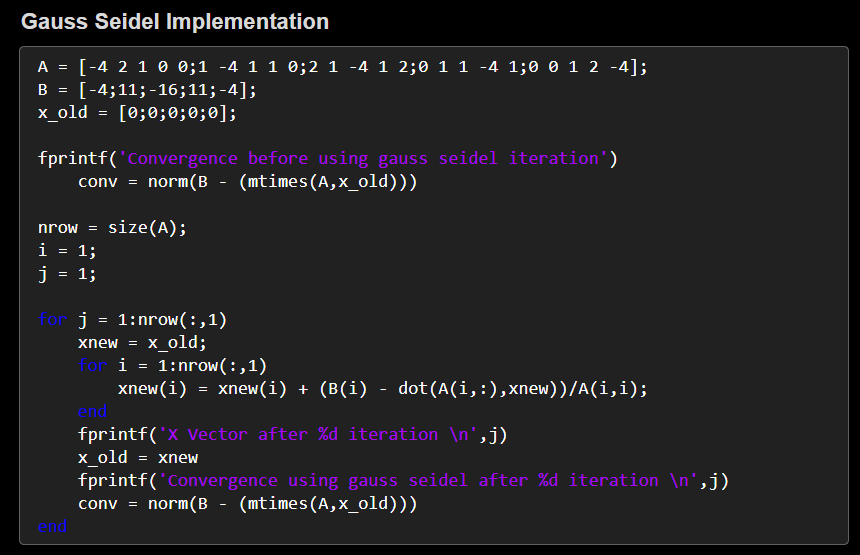 Gauss Seidel Implementation
A = [-4 2 1 0 0;1 -4 1 1 0;2 1 -4 1 2;0 1 1 -4 1;0 0 1 2 -4];
B = [-4;11;-16;11;-4];
x_old = [0;0;0;0;0];
fprintf('Convergence before using gauss seidel iteration')
    conv = norm(B - (mtimes(A,x_old)))
nrow = size(A);
i = 1;
j = 1;
for j = 1:nrow(:,1)
    xnew = x_old;
    for i = 1:nrow(:,1)
        xnew(i) = xnew(i) + (B(i) - dot(A(i,:),xnew))/A(i,i);
    end
    fprintf('X Vector after %d iteration \n',j)
    x_old = xnew
    fprintf('Convergence using gauss seidel after %d iteration \n',j)
    conv = norm(B - (mtimes(A,x_old)))
end